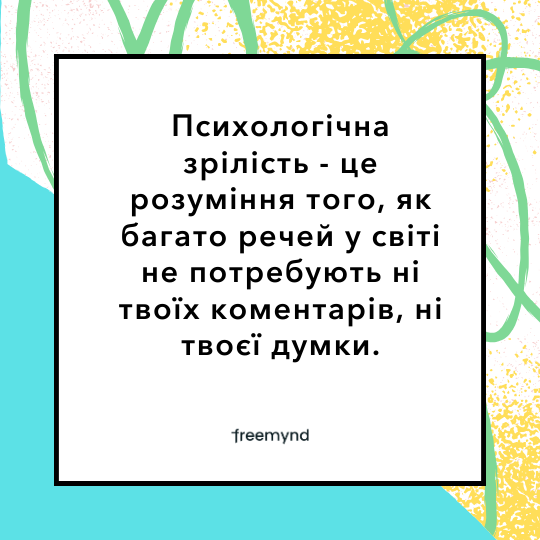 Психологічна
зрілість - це
розуміння того, як
багато речей у світі
не потребують ні
твоїх коментарів, ні
твоєї думки.
freemynd